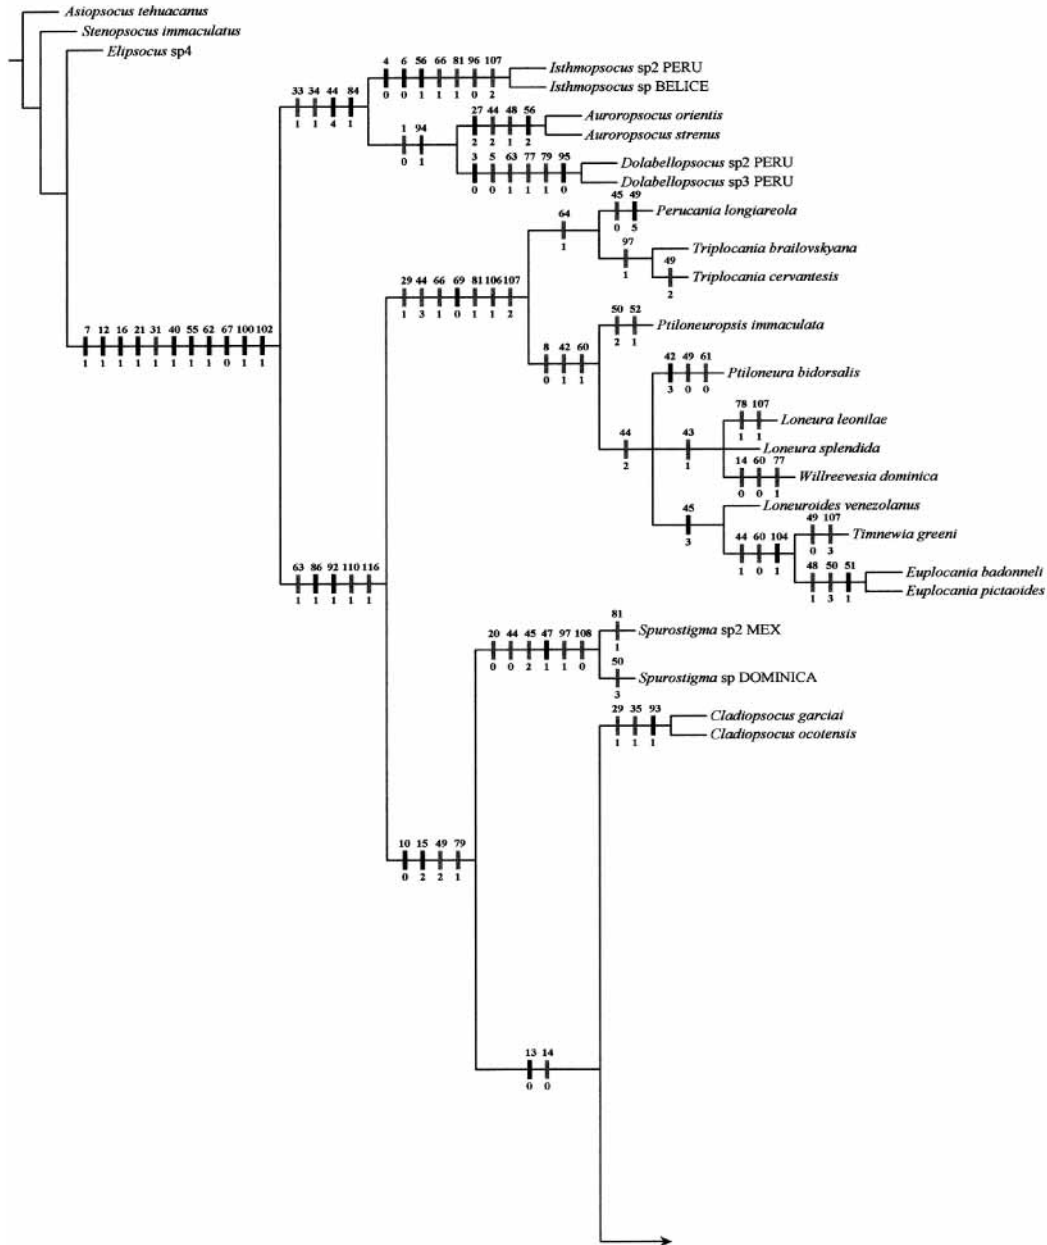 Asiopsocus tehuacanus
Stenopsocus immaculatus
Elipsocus sp4
4 6 56 66 81 96 107
Isthmopsocus sp2 PERU
0 0 1 1 1 0 2
Isthmopsocus sp BELICE
33 34 44 84
1 1 4 1
27 44 48 56
Auroropsocus orientis
2 2 1 2
Auroropsocus strenus
1 94
0 1
3 5 63 77 79 95
Dolabellopsocus sp2 PERU
0 0 1 1 1 0
Dolabellopsocus sp3 PERU
45 49
Perucania longiareola
0 5
64
1
97
1
Triplocania brailovskyana
49
Triplocania cervantesis
2
29 44 66 69 81 106 107
1 3 1 0 1 1 2
50 52
Ptiloneuropsis immaculata
2 1
7 12 16 21 31 40 55 62 67 100 102
1 1 1 1 1 1 1 1 0 1 1
8 42 60
0 1 1
42 49 61
Ptiloneura bidorsalis
3 0 0
78 107
Loneura leonilae
1 1
44
2
43
1
Loneura splendida
14 60 77
Willreevesia dominica
0 0 1
45
3
Loneuroides venezolanus
49 107
Timnewia greeni
0 3
44 60 104
1 0 1
48 50 51
Euplocania badonneli
1 3 1
Euplocania pictaoides
63 86 92 110 116
1 1 1 1 1
81
Spurostigma sp2 MEX
1
20 44 45 47 97 108
0 0 2 1 1 0
50
Spurostigma sp DOMINICA
3
29 35 93
Cladiopsocus garciai
1 1 1
Cladiopsocus ocotensis
10 15 49 79
0 2 2 1
13 14
0 0